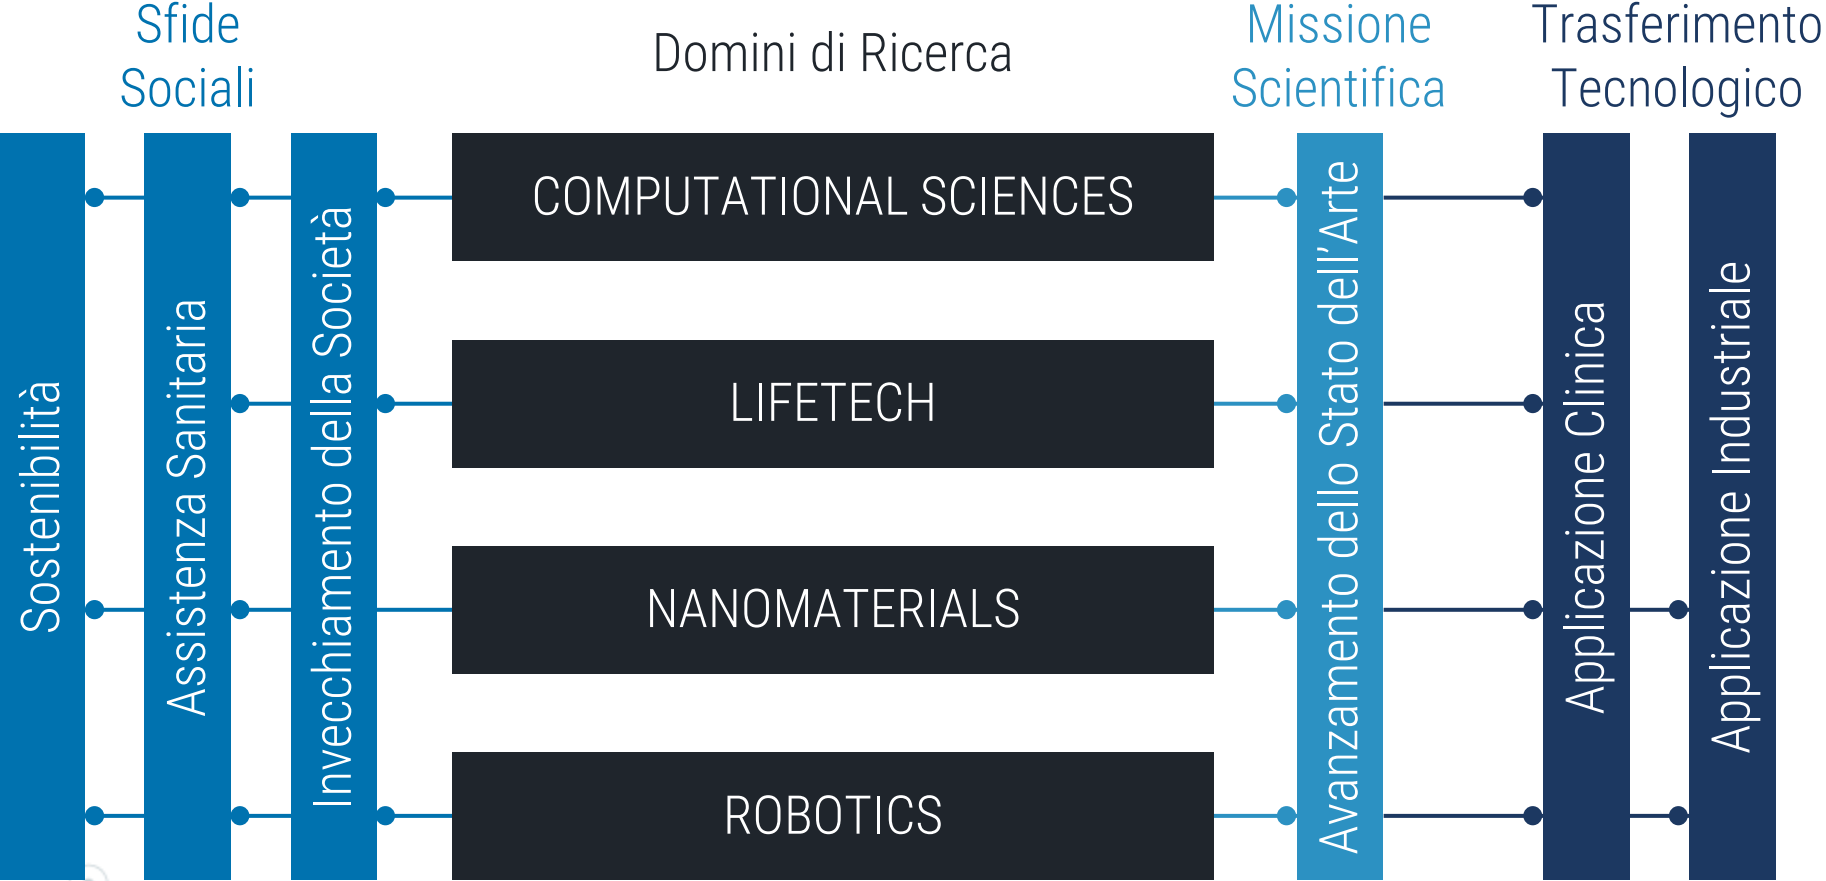 Sfide
Sociali
Domini di Ricerca
Missione
Scientifica
Trasferimento
Tecnologico
Sostenibilità
Assistenza Sanitaria
Invecchiamento della Società
COMPUTATIONAL SCIENCES
LIFETECH
NANOMATERIALS
ROBOTICS
Avanzamento dello Stato dell'Arte
Applicazione Clinica
Applicazione Industriale